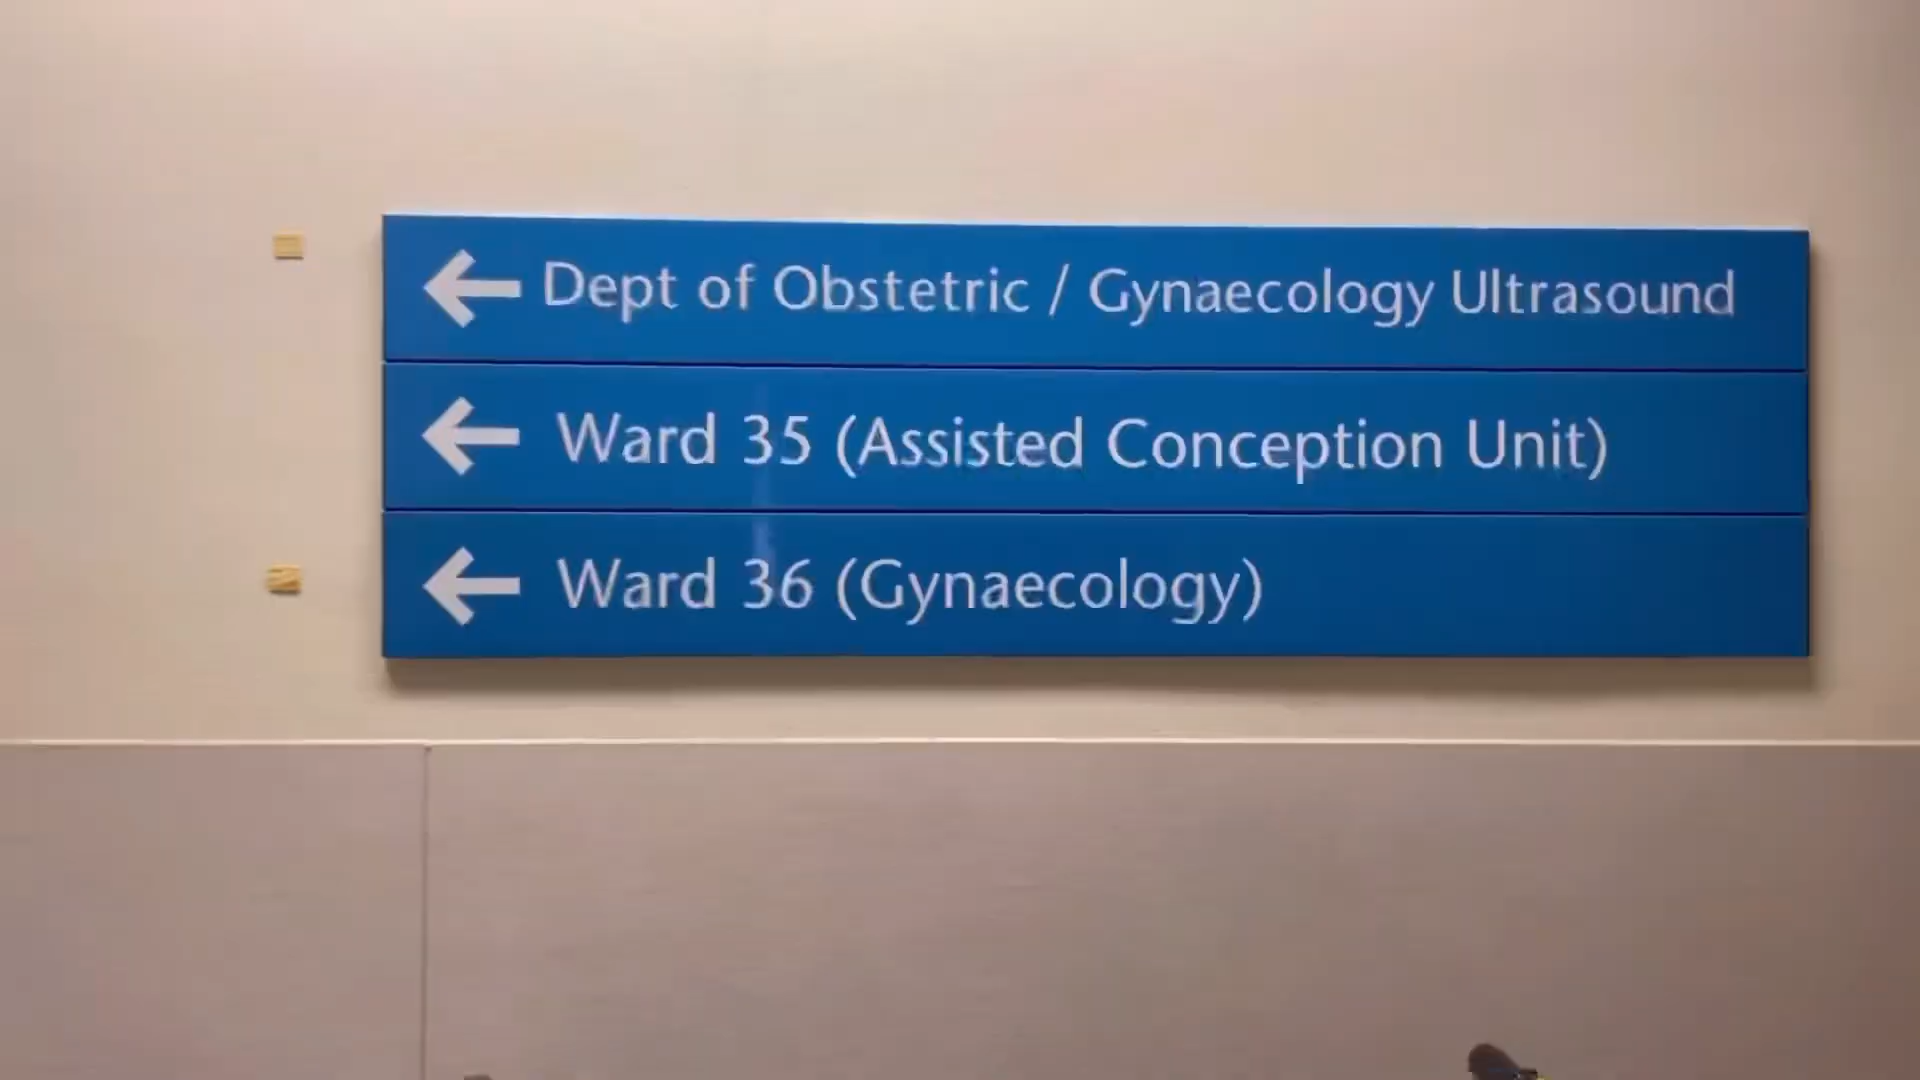 Dept of Obstetric / Gynaecology Ultrasound
Ward 35 (Assisted Conception Unit)
Ward 36 (Gynaecology)